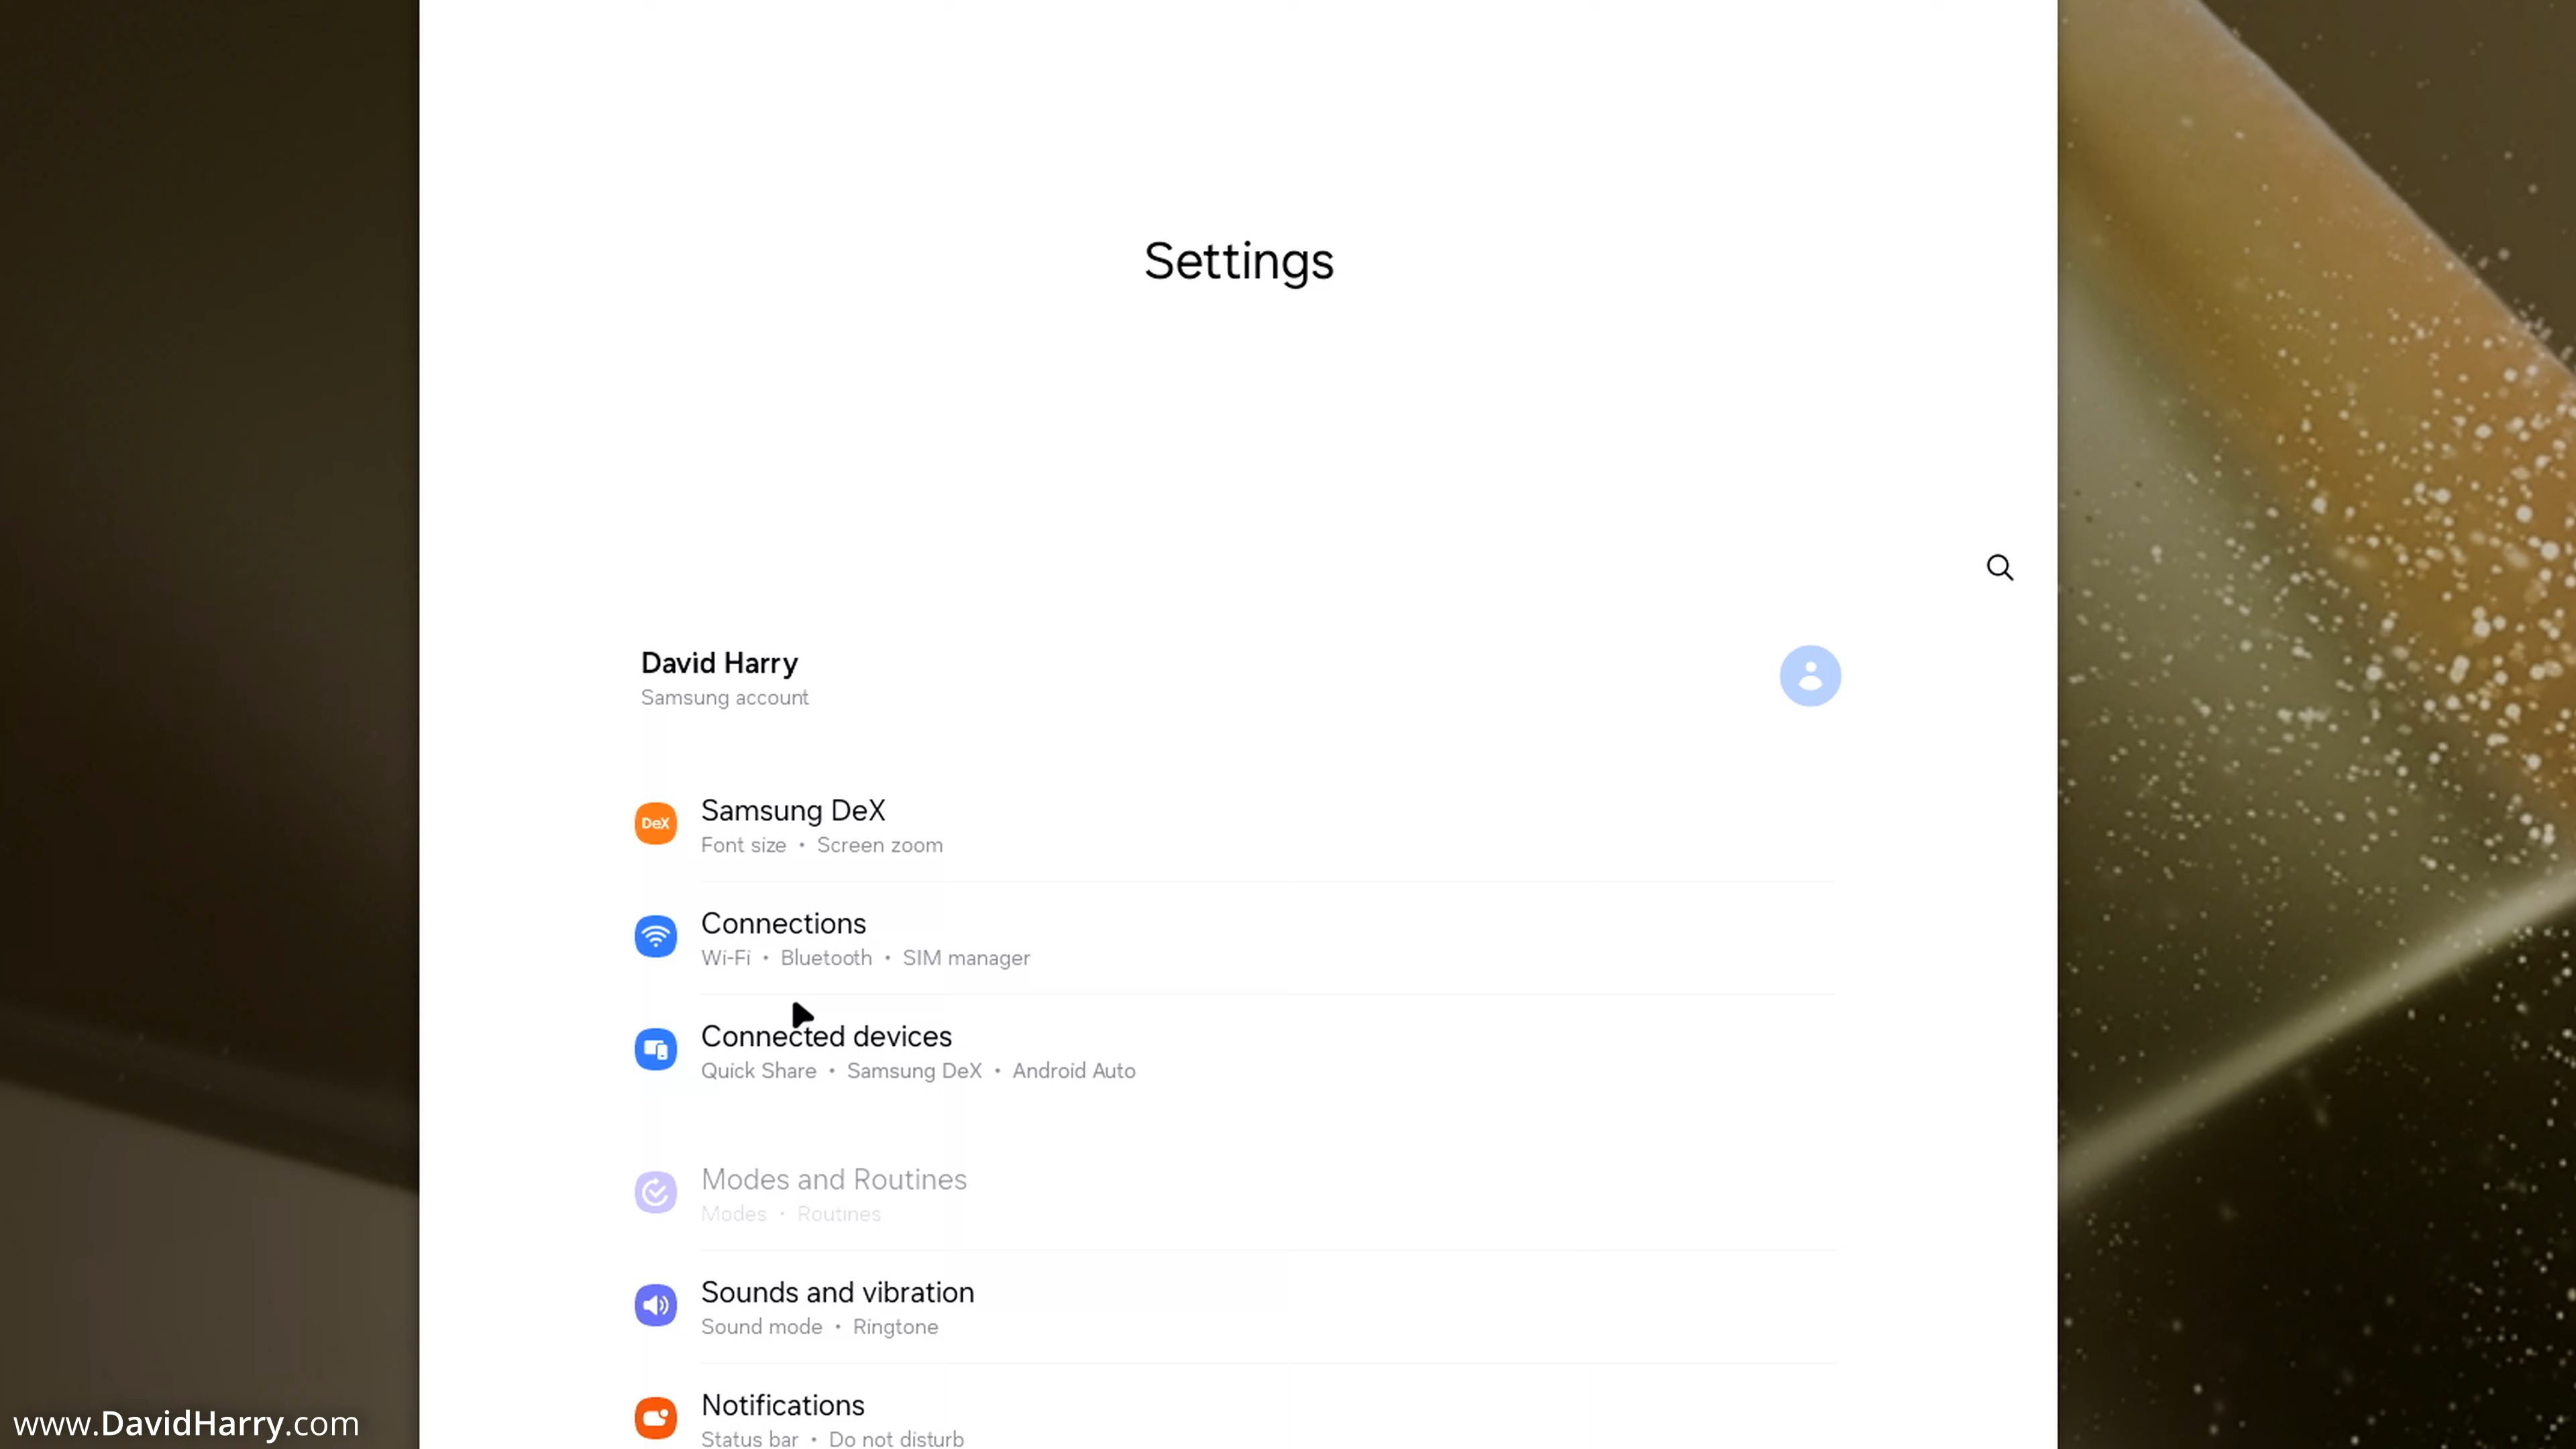 Settings
David Harry
Samsung account
DeX
Samsung DeX
Font size • Screen zoom
Connections
Wi-Fi • Bluetooth • SIM manager
Connected devices
Quick Share • Samsung DeX • Android Auto
Modes and Routines
Modes • Routines
Sounds and vibration
Sound mode • Ringtone
Notifications
Status bar • Do not disturb
www.DavidHarry.com